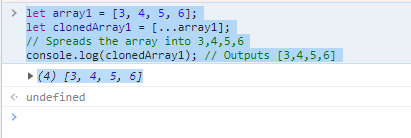 let array1 = [3, 4, 5, 6];
let clonedArray1 = [...array1];
// Spreads the array into 3,4,5,6
console.log(clonedArray1); // Outputs [3,4,5,6]
(4) [3, 4, 5, 6]
undefined